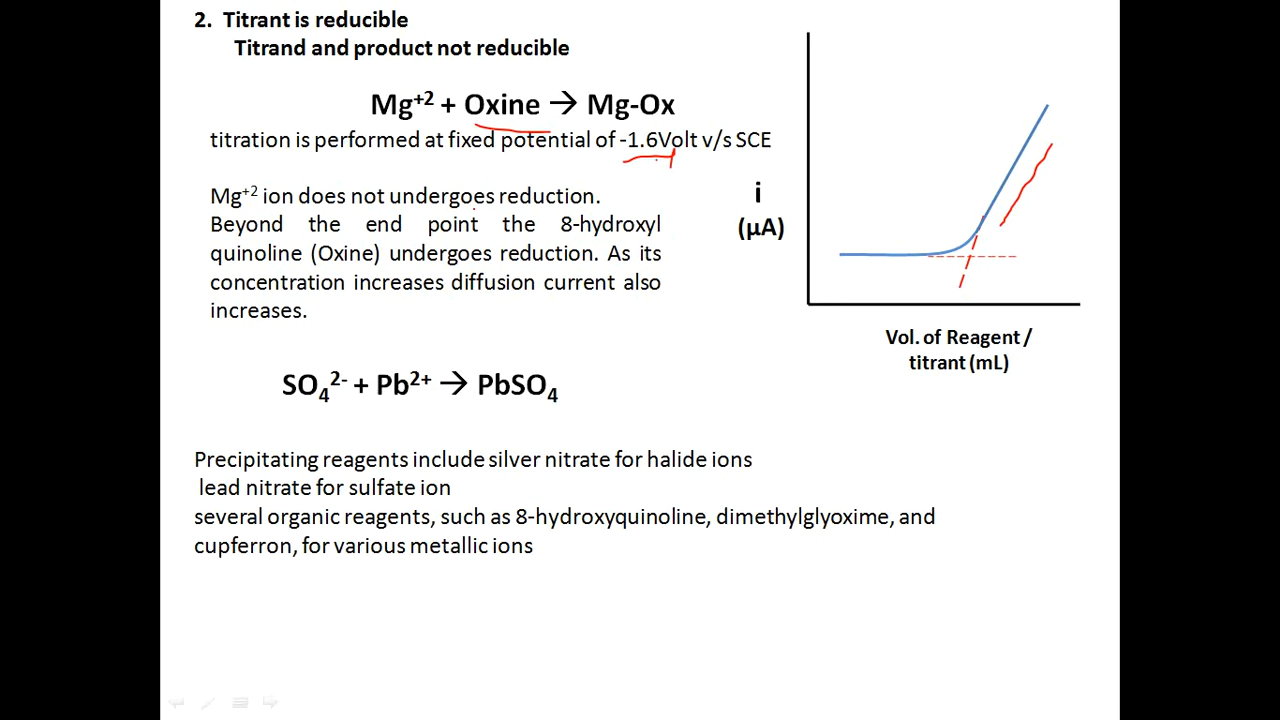 2. Titrant is reducible
Titrand and product not reducible
Mg⁺² + Oxine → Mg-Ox
titration is performed at fixed potential of -1.6Volt v/s SCE
Mg⁺² ion does not undergoes reduction.
Beyond the end point the 8-hydroxyl
quinoline (Oxine) undergoes reduction. As its
concentration increases diffusion current also
increases.
i
(µA)
Vol. of Reagent /
titrant (mL)
SO₄²⁻ + Pb²⁺ → PbSO₄
Precipitating reagents include silver nitrate for halide ions
lead nitrate for sulfate ion
several organic reagents, such as 8-hydroxyquinoline, dimethylglyoxime, and
cupferron, for various metallic ions